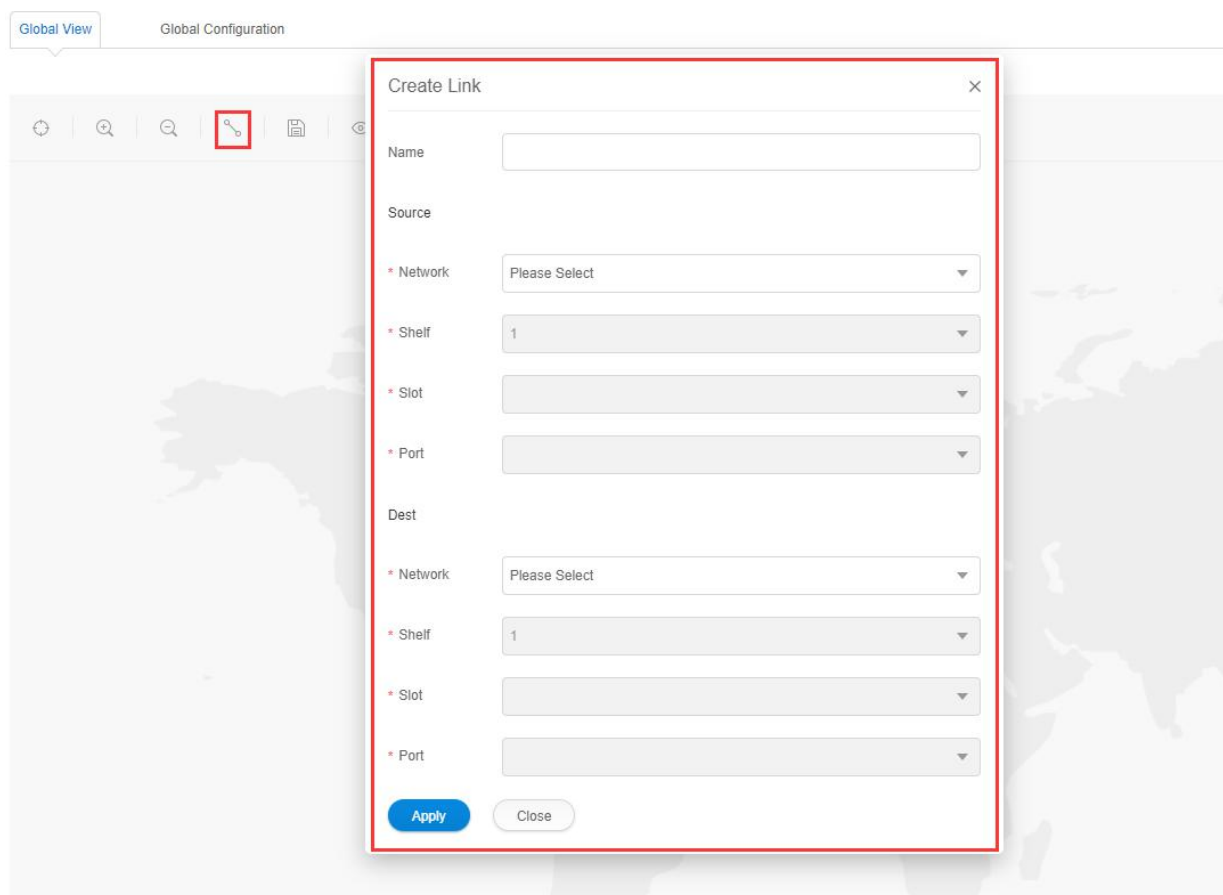 Global View Global Configuration
Create Link
Name
Source
* Network Please Select
* Shelf 1
* Slot
* Port
Dest
* Network Please Select
* Shelf 1
* Slot
* Port
Apply Close